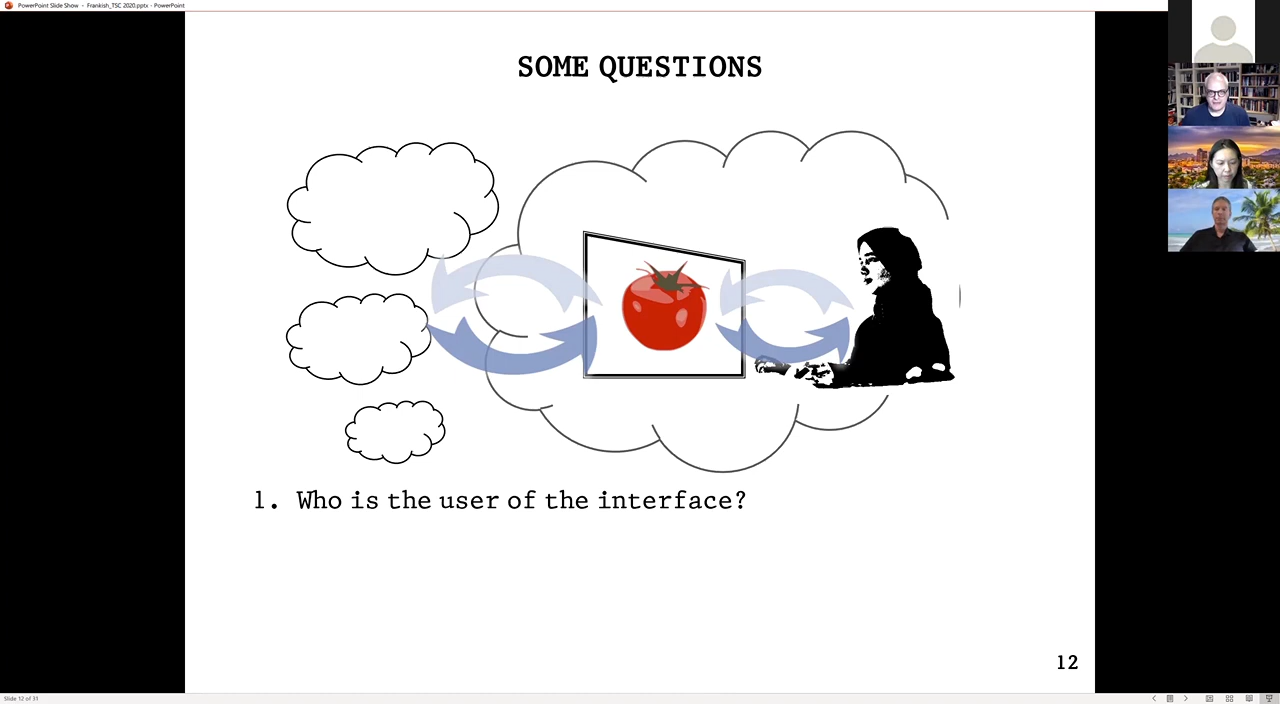 PowerPoint Slide Show - Frankish_TSC 2020.pptx - PowerPoint
SOME QUESTIONS
1. Who is the user of the interface?
12
Slide 12 of 31